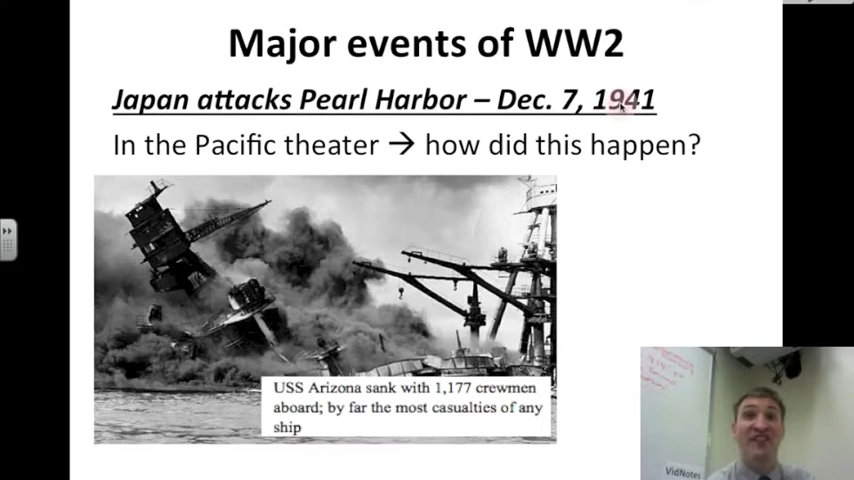 Major events of WW2
Japan attacks Pearl Harbor – Dec. 7, 1941
In the Pacific theater → how did this happen?
USS Arizona sank with 1,177 crewmen
aboard; by far the most casualties of any
ship
VidNotes